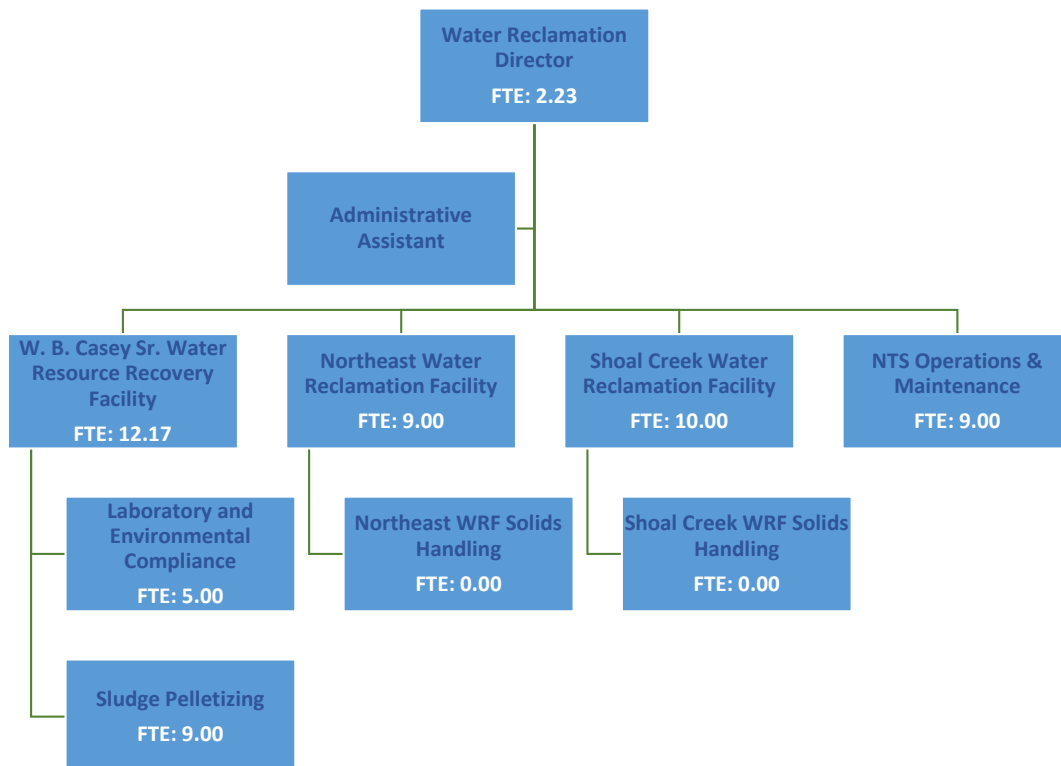 Water Reclamation
Director
FTE: 2.23
Administrative
Assistant
W. B. Casey Sr. Water
Resource Recovery
Facility
FTE: 12.17
Northeast Water
Reclamation Facility
FTE: 9.00
Shoal Creek Water
Reclamation Facility
FTE: 10.00
NTS Operations &
Maintenance
FTE: 9.00
Laboratory and
Environmental
Compliance
FTE: 5.00
Northeast WRF Solids
Handling
FTE: 0.00
Shoal Creek WRF Solids
Handling
FTE: 0.00
Sludge Pelletizing
FTE: 9.00